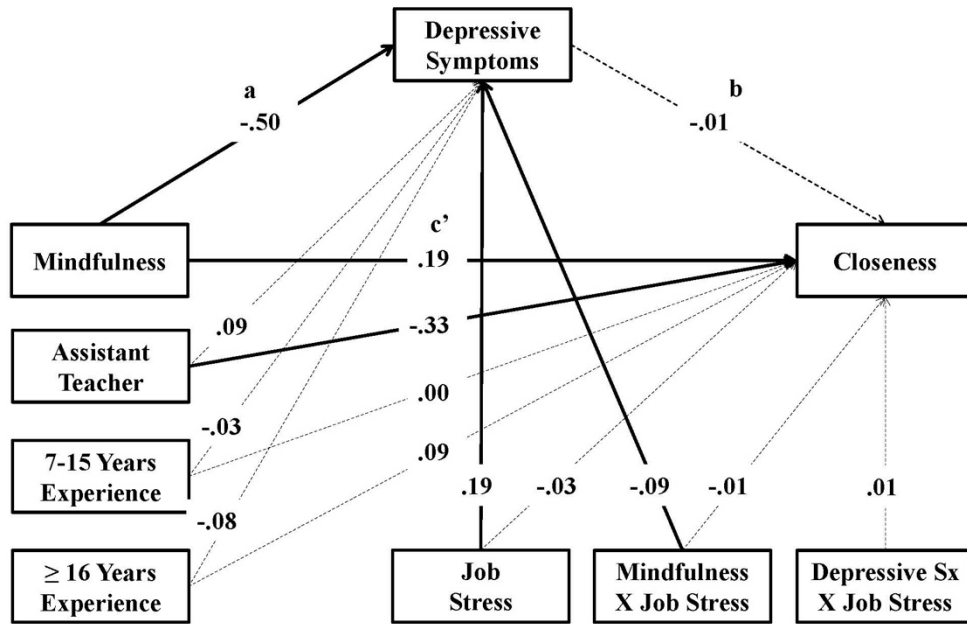 Depressive
Symptoms
a
-.50
b
-.01
Mindfulness
c’
.19
Closeness
Assistant
Teacher
.09
-.33
7-15 Years
Experience
-.03
.00
.09
≥ 16 Years
Experience
-.08
.19
-.03
-.09
-.01
.01
Job
Stress
Mindfulness
X Job Stress
Depressive Sx
X Job Stress